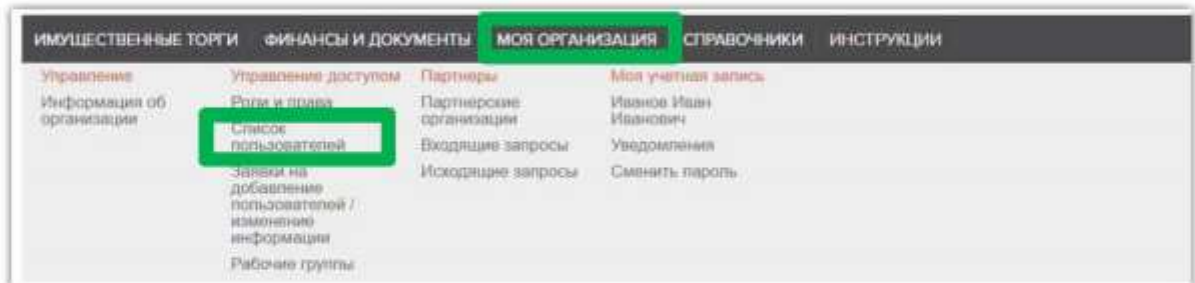 ИМУЩЕСТВЕННЫЕ ТОРГИ ФИНАНСЫ И ДОКУМЕНТЫ МОЯ ОРГАНИЗАЦИЯ СПРАВОЧНИКИ ИНСТРУКЦИИ
Управление
Информация об
организации
Управление доступом
Роли и права
Список
пользователей
Заявки на
добавление
пользователей /
изменение
информации
Рабочие группы
Партнеры
Партнерские
организации
Входящие запросы
Исходящие запросы
Моя учетная запись
Иванов Иван
Иванович
Уведомления
Сменить пароль